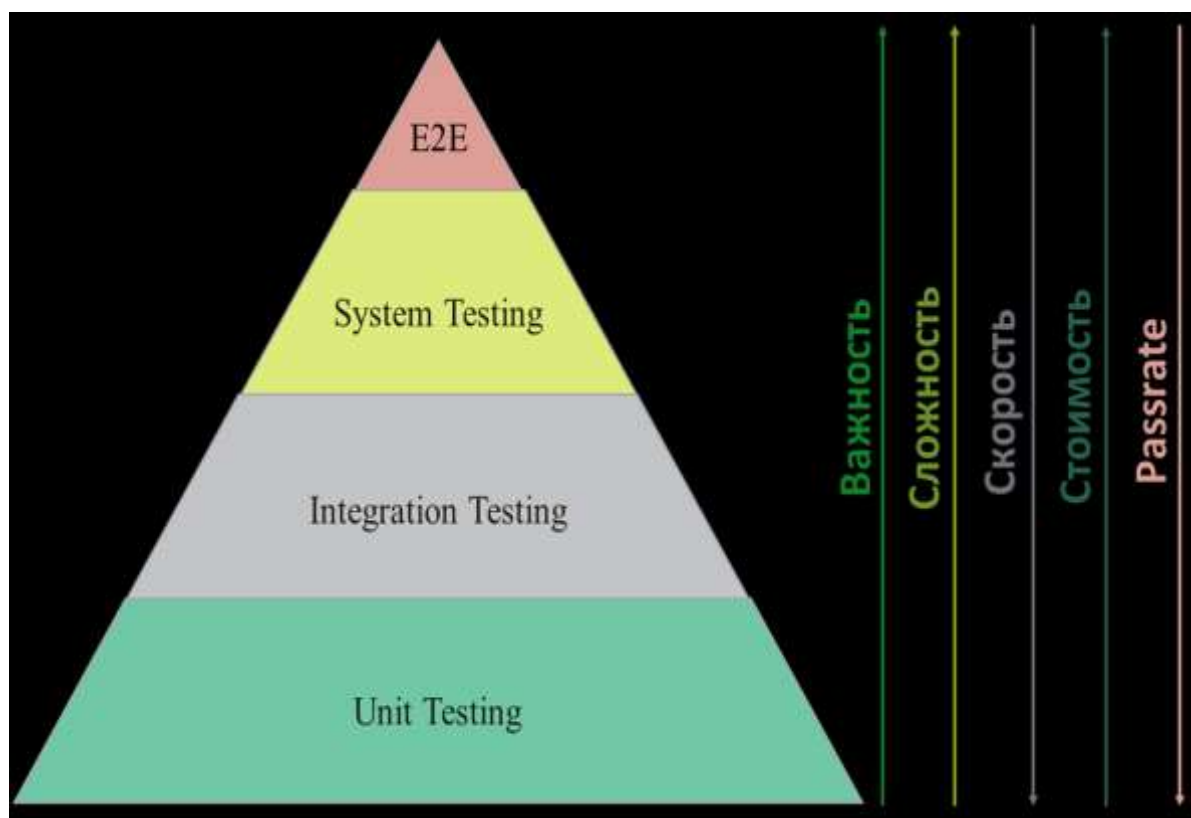 E2E
System Testing
Integration Testing
Unit Testing
Важность
Сложность
Скорость
Стоимость
Passrate